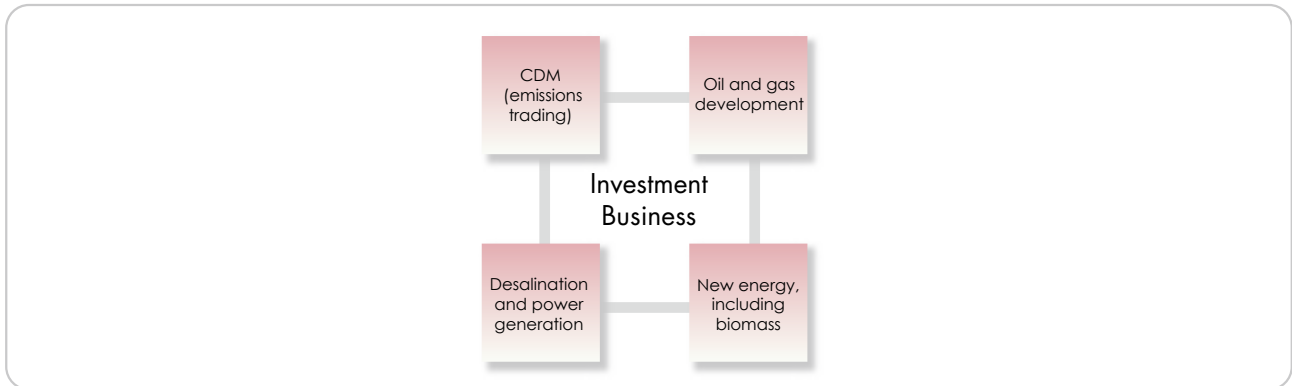 CDM
(emissions
trading)
Oil and gas
development
Investment
Business
Desalination
and power
generation
New energy,
including
biomass